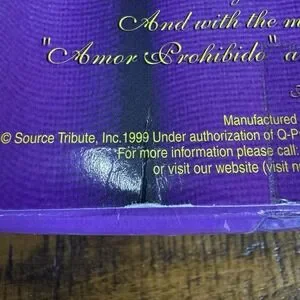 And with the m
"Amor Prohibido" a
Manufactured
© Source Tribute, Inc.1999 Under authorization of Q-P
For more information please call:
or visit our website (visit